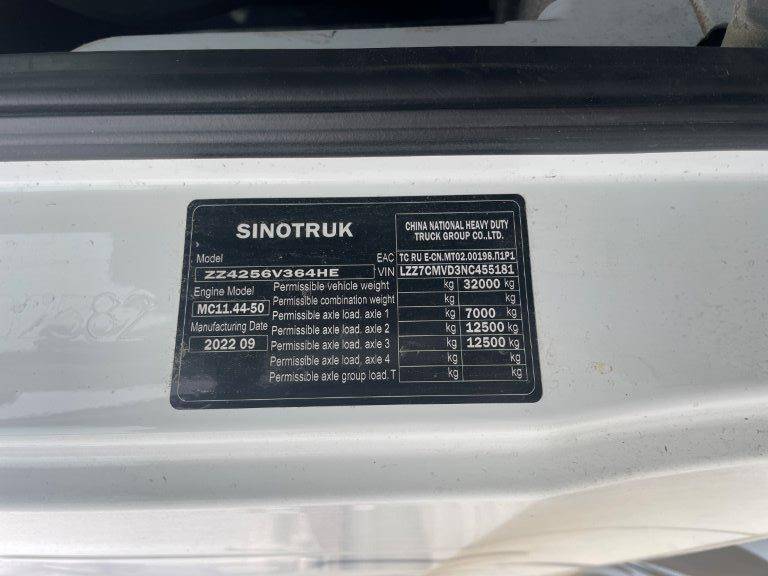 SINOTRUK
CHINA NATIONAL HEAVY DUTY
TRUCK GROUP CO.,LTD.
Model
EAC TC RU E-CN.MT02.00198.П1P1
ZZ4256V364HE
VIN LZZ7CMVD3NC455181
Engine Model
MC11.44-50
Manufacturing Date
2022 09
Permissible vehicle weight kg 32000 kg
Permissible combination weight kg kg
Permissible axle load. axle 1 kg 7000 kg
Permissible axle load. axle 2 kg 12500 kg
Permissible axle load. axle 3 kg 12500 kg
Permissible axle load, axle 4 kg kg
Permissible axle group load. T kg kg